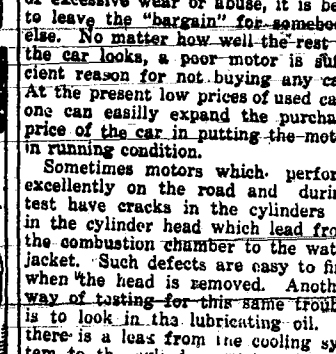 of excessive wear or abuse, it is be
to leave the "bargain" for somebo
else. No matter how well the rest
the car looks, a poor motor is suf
cient reason for not buying any ca
At the present low prices of used ca
one can easilly expand the purcha
price of the car in putting the mot
in running condition.
Sometimes motors which perfor
excellently on the road and durin
test have cracks in the cylinders
in the cylinder head which lead fro
the combustion chamber to the wat
jacket. Such defects are easy to fi
when the head is removed. Anoth
way of testing for this same troub
is to look in the lubricating oil.
there is a leas from the cooling sy
tem to the